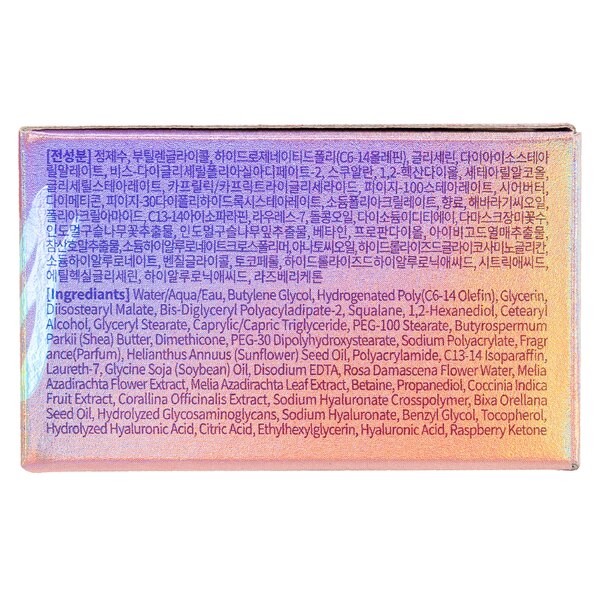 [전성분] 정제수, 부틸렌글라이콜, 하이드로제네이티드폴리(C6-14올레핀), 글리세린, 다이아이소스테아
릴말레이트, 비스-다이글리세릴폴리아실아디페이트-2, 스쿠알란, 1,2-헥산다이올, 세테아릴알코올,
글리세릴스테아레이트, 카프릴릭/카프릭트라이글리세라이드, 피이지-100스테아레이트, 시어버터,
다이메티콘, 피이지-30다이폴리하이드록시스테아레이트, 소듐폴리아크릴레이트, 향료, 해바라기씨오일,
폴리아크릴아마이드, C13-14아이소파라핀, 라우레스-7, 돌콩오일, 다이소듐이디티에이, 다마스크장미꽃수,
인도멀구슬나무꽃추출물, 인도멀구슬나무잎추출물, 베타인, 프로판다이올, 아이비고드열매추출물,
참산호말추출물, 소듐하이알루로네이트크로스폴리머, 아나토씨오일, 하이드롤라이즈드글라이코사미노글리칸,
소듐하이알루로네이트, 벤질글라이콜, 토코페롤, 하이드롤라이즈드하이알루로닉애씨드, 시트릭애씨드,
에틸헥실글리세린, 하이알루로닉애씨드, 라즈베리케톤
[Ingrediants] Water/Aqua/Eau, Butylene Glycol, Hydrogenated Poly(C6-14 Olefin), Glycerin,
Diisostearyl Malate, Bis-Diglyceryl Polyacyladipate-2, Squalane, 1,2-Hexanediol, Cetearyl
Alcohol, Glyceryl Stearate, Caprylic/Capric Triglyceride, PEG-100 Stearate, Butyrospermum
Parkii (Shea) Butter, Dimethicone, PEG-30 Dipolyhydroxystearate, Sodium Polyacrylate, Fragr
ance(Parfum), Helianthus Annuus (Sunflower) Seed Oil, Polyacrylamide, C13-14 Isoparaffin,
Laureth-7, Glycine Soja (Soybean) Oil, Disodium EDTA, Rosa Damascena Flower Water, Melia
Azadirachta Flower Extract, Melia Azadirachta Leaf Extract, Betaine, Propanediol, Coccinia Indica
Fruit Extract, Corallina Officinalis Extract, Sodium Hyaluronate Crosspolymer, Bixa Orellana
Seed Oil, Hydrolyzed Glycosaminoglycans, Sodium Hyaluronate, Benzyl Glycol, Tocopherol,
Hydrolyzed Hyaluronic Acid, Citric Acid, Ethylhexylglycerin, Hyaluronic Acid, Raspberry Ketone